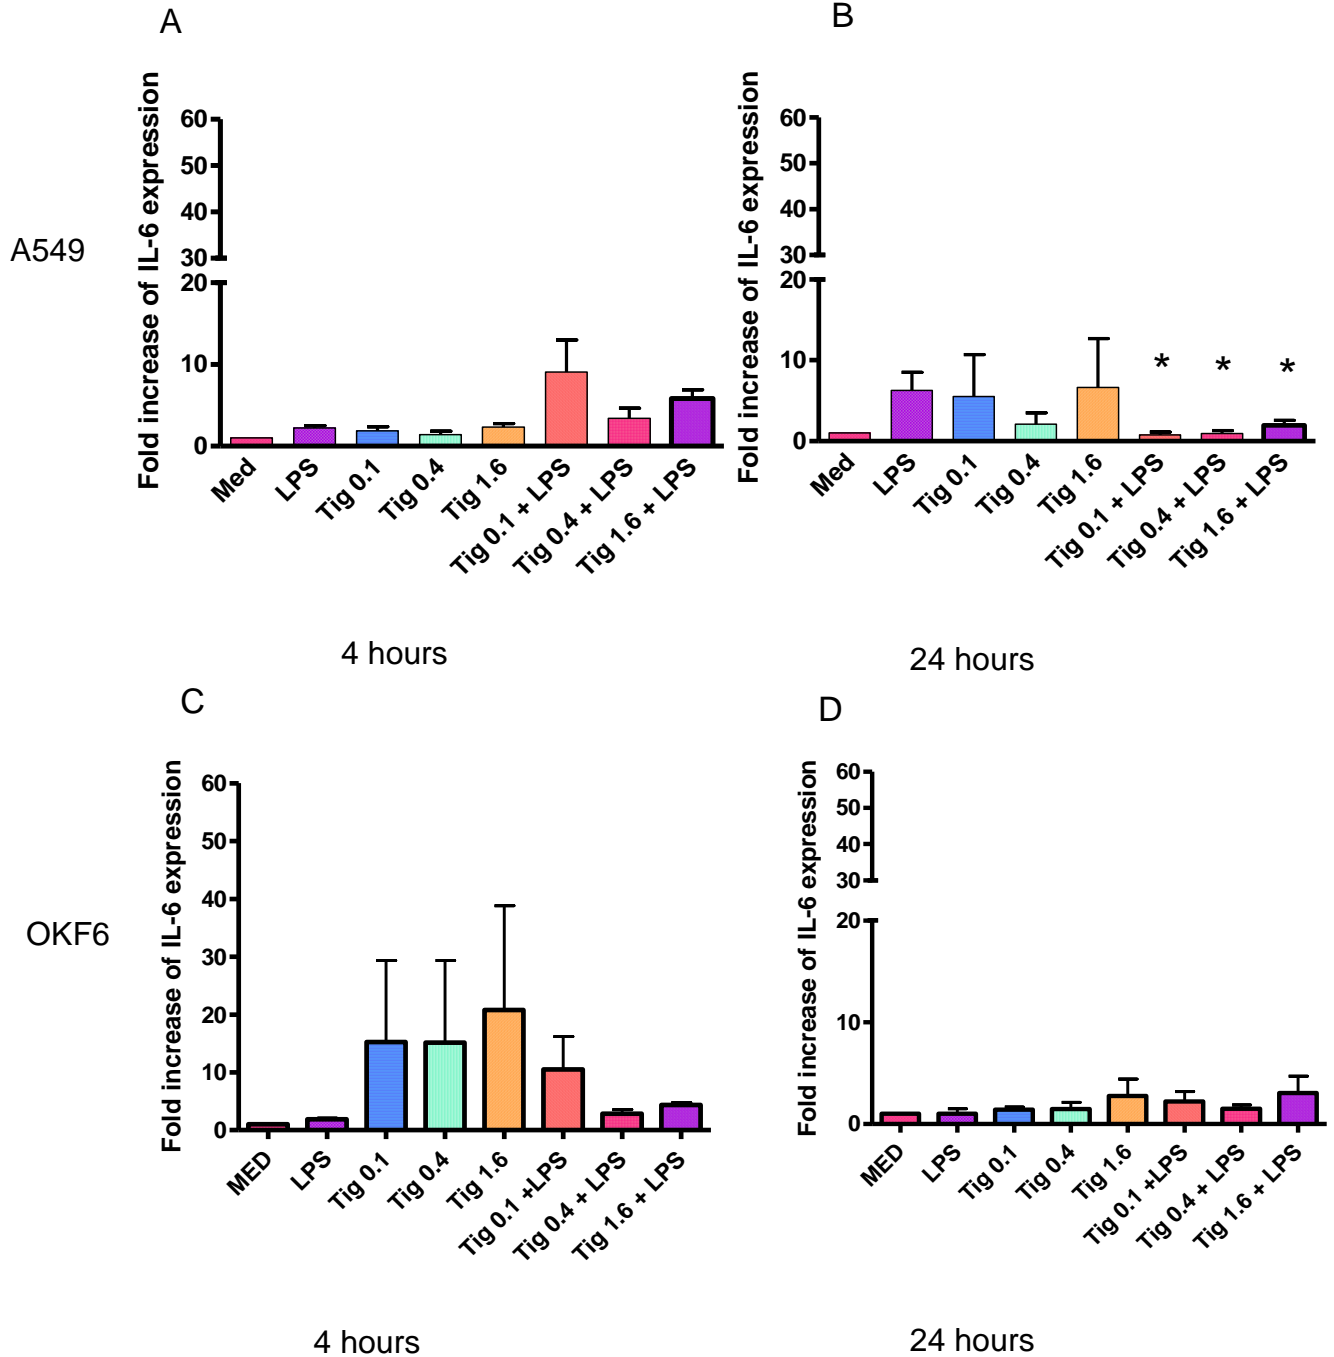 A
B
A549
Fold increase of IL-6 expression
60
50
40
30
20
10
0
Med
LPS
Tig 0.1
Tig 0.4
Tig 1.6
Tig 0.1 + LPS
Tig 0.4 + LPS
Tig 1.6 + LPS
4 hours
Fold increase of IL-6 expression
60
50
40
30
20
10
0
Med
LPS
Tig 0.1
Tig 0.4
Tig 1.6
Tig 0.1 + LPS
Tig 0.4 + LPS
Tig 1.6 + LPS
*
*
*
24 hours
C
D
OKF6
Fold increase of IL-6 expression
60
50
40
30
20
10
0
MED
LPS
Tig 0.1
Tig 0.4
Tig 1.6
Tig 0.1 +LPS
Tig 0.4 + LPS
Tig 1.6 + LPS
4 hours
Fold increase of IL-6 expression
60
50
40
30
20
10
0
MED
LPS
Tig 0.1
Tig 0.4
Tig 1.6
Tig 0.1 +LPS
Tig 0.4 + LPS
Tig 1.6 + LPS
24 hours